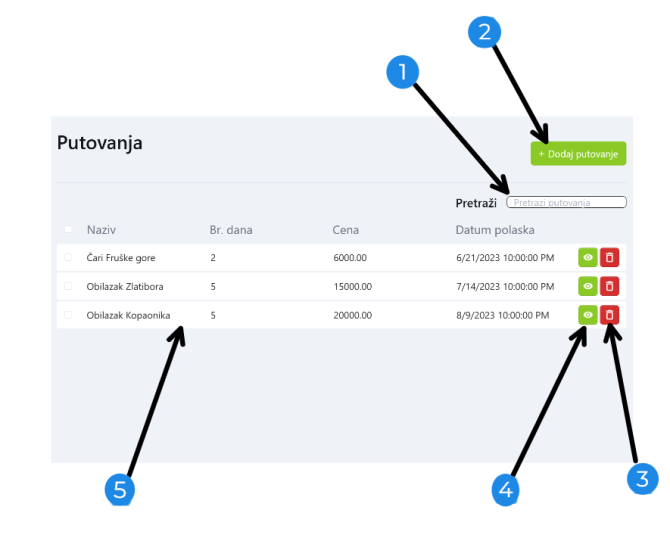 2
1
Putovanja
+ Dodaj putovanje
Pretraži Pretrazi putovanja
Naziv Br. dana Cena Datum polaska
Čari Fruške gore 2 6000.00 6/21/2023 10:00:00 PM
Obilazak Zlatibora 5 15000.00 7/14/2023 10:00:00 PM
Obilazak Kopaonika 5 20000.00 8/9/2023 10:00:00 PM
5
4
3